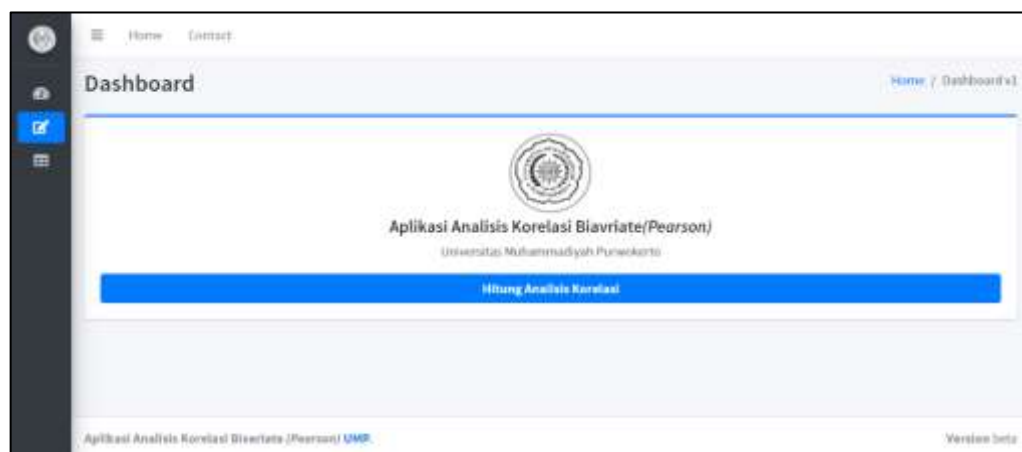 Home Contact
Dashboard
Home / Dashboard v1
Aplikasi Analisis Korelasi Biavriate(Pearson)
Universitas Muhammadiyah Purwokerto
Hitung Analisis Korelasi
Aplikasi Analisis Korelasi Bivariate (Pearson) UMP.
Version beta